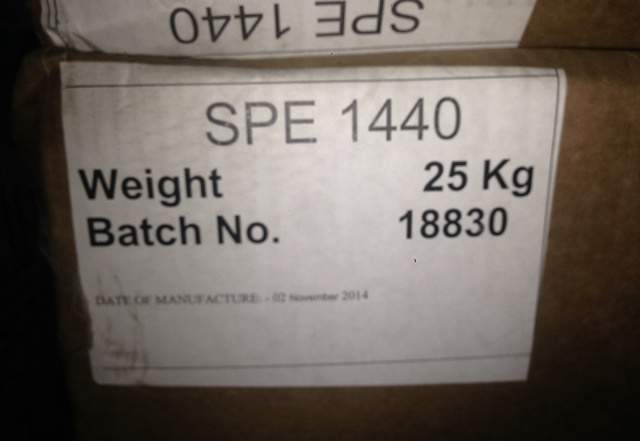 SPE 1440
SPE 1440
Weight 25 Kg
Batch No. 18830
DATE OF MANUFACTURE: - 02 November 2014